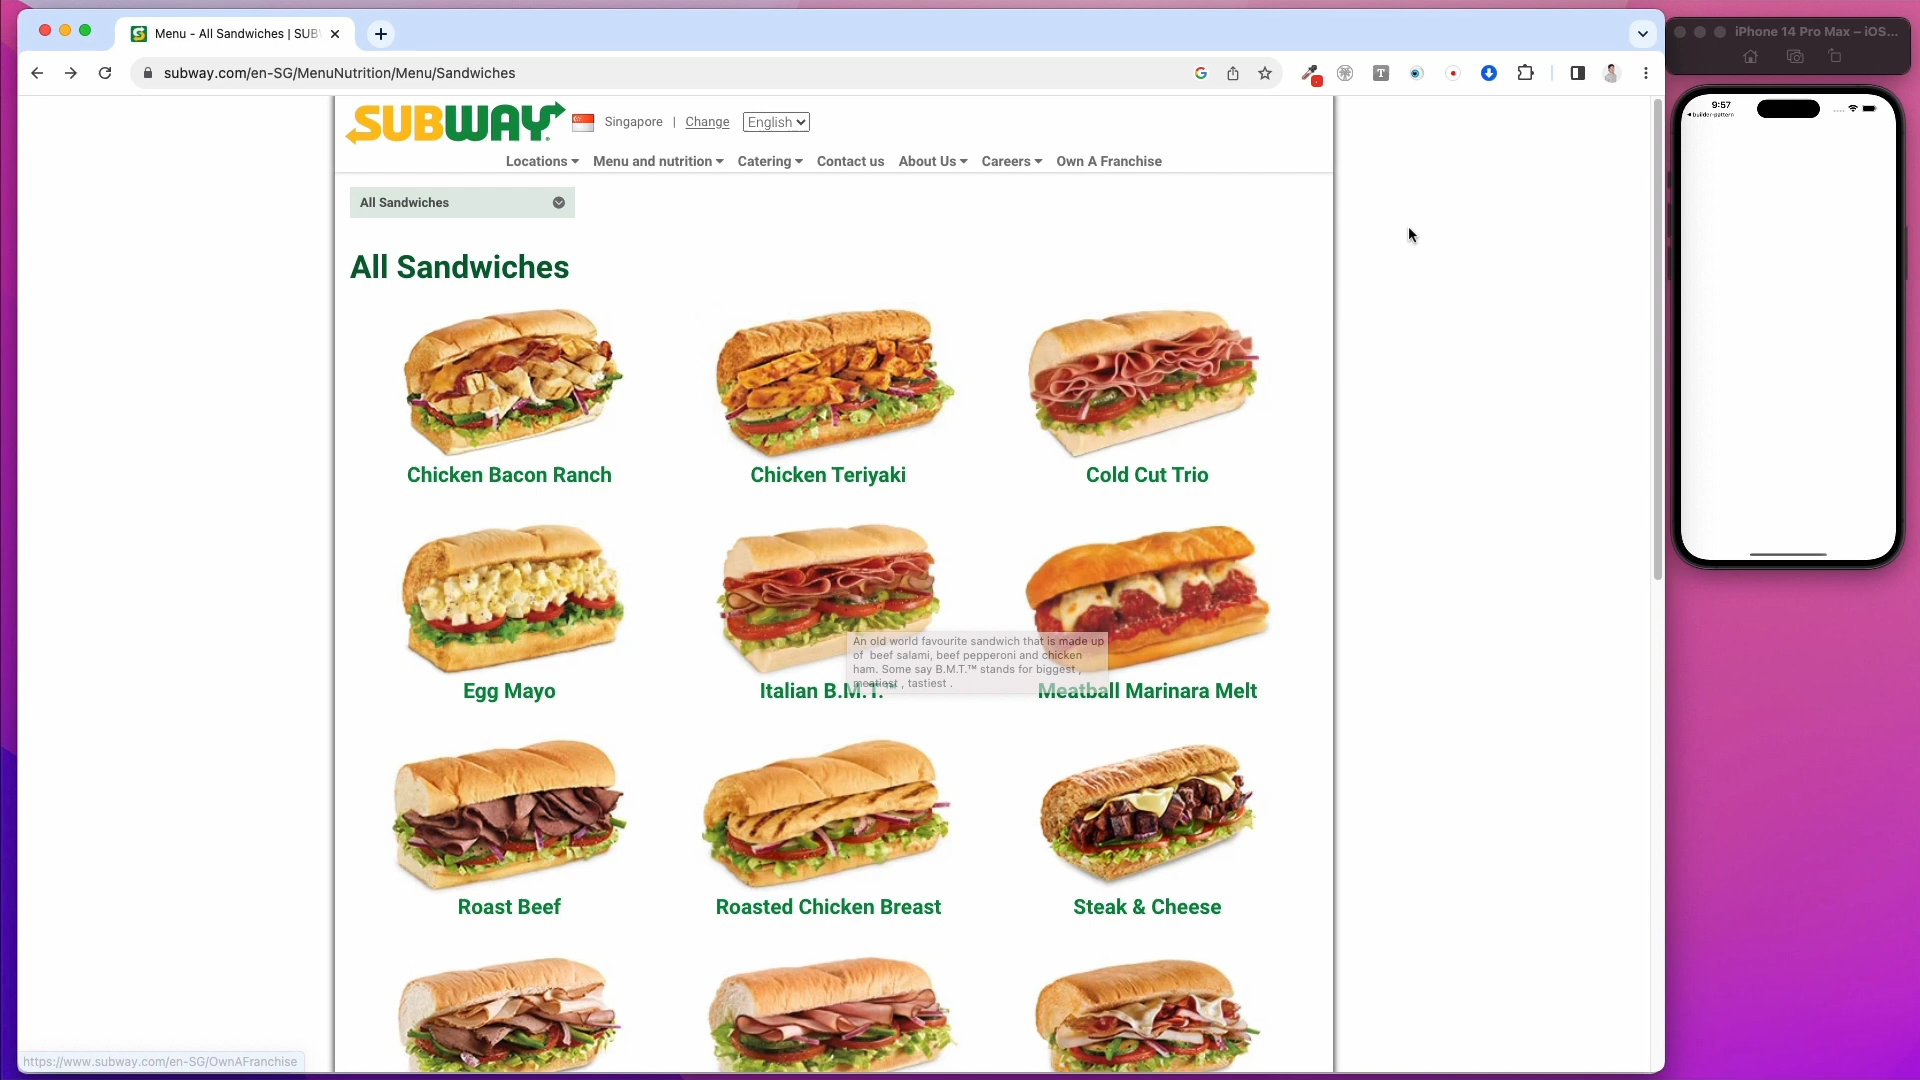 Menu - All Sandwiches | SUB
iPhone 14 Pro Max – iOS...
subway.com/en-SG/MenuNutrition/Menu/Sandwiches
9:57
builder-pattern
SUBWAY
Singapore | Change English
Locations Menu and nutrition Catering Contact us About Us Careers Own A Franchise
All Sandwiches
All Sandwiches
Chicken Bacon Ranch
Chicken Teriyaki
Cold Cut Trio
An old world favourite sandwich that is made up
of beef salami, beef pepperoni and chicken
ham. Some say B.M.T.™ stands for biggest ,
meatiest , tastiest .
Egg Mayo
Italian B.M.T.™
Meatball Marinara Melt
Roast Beef
Roasted Chicken Breast
Steak & Cheese
https://www.subway.com/en-SG/OwnAFranchise